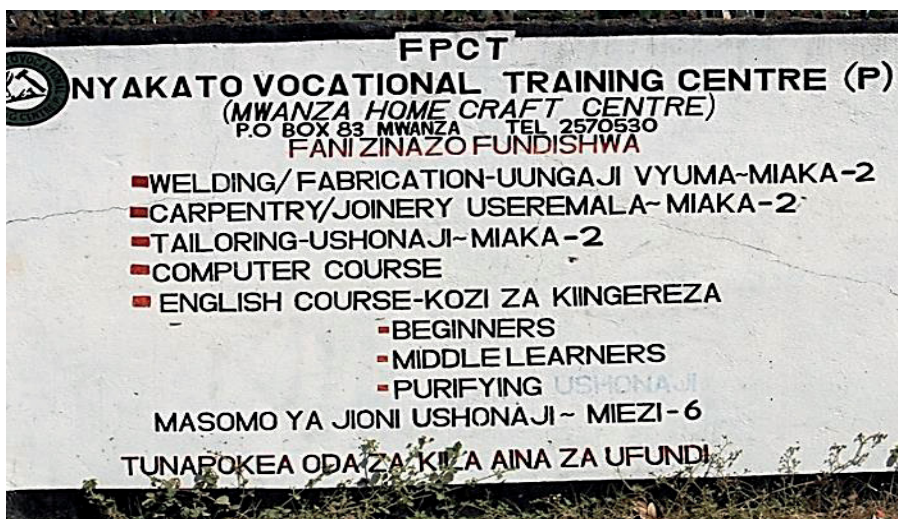 FPCT
NYAKATO VOCATIONAL TRAINING CENTRE (P)
(MWANZA HOME CRAFT CENTRE)
P.O BOX 83 MWANZA TEL 2570530
FANI ZINAZO FUNDISHWA
WELDING/FABRICATION-UUNGAJI VYUMA~MIAKA-2
CARPENTRY/JOINERY USEREMALA~MIAKA-2
TAILORING-USHONAJI~MIAKA-2
COMPUTER COURSE
ENGLISH COURSE-KOZI ZA KIINGEREZA
-BEGINNERS
-MIDDLE LEARNERS
-PURIFYING USHONAJI
MASOMO YA JIONI USHONAJI~ MIEZI-6
TUNAPOKEA ODA ZA KILA AINA ZA UFUNDI